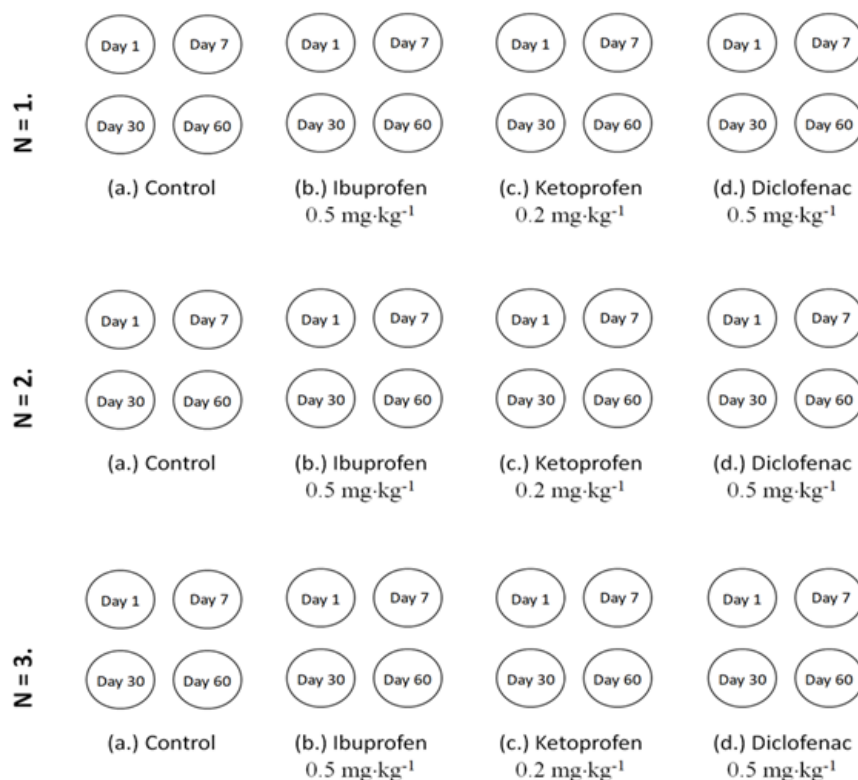 N = 1.
Day 1 Day 7 Day 1 Day 7 Day 1 Day 7 Day 1 Day 7
Day 30 Day 60 Day 30 Day 60 Day 30 Day 60 Day 30 Day 60
(a.) Control (b.) Ibuprofen (c.) Ketoprofen (d.) Diclofenac
0.5 mg·kg⁻¹ 0.2 mg·kg⁻¹ 0.5 mg·kg⁻¹
N = 2.
Day 1 Day 7 Day 1 Day 7 Day 1 Day 7 Day 1 Day 7
Day 30 Day 60 Day 30 Day 60 Day 30 Day 60 Day 30 Day 60
(a.) Control (b.) Ibuprofen (c.) Ketoprofen (d.) Diclofenac
0.5 mg·kg⁻¹ 0.2 mg·kg⁻¹ 0.5 mg·kg⁻¹
N = 3.
Day 1 Day 7 Day 1 Day 7 Day 1 Day 7 Day 1 Day 7
Day 30 Day 60 Day 30 Day 60 Day 30 Day 60 Day 30 Day 60
(a.) Control (b.) Ibuprofen (c.) Ketoprofen (d.) Diclofenac
0.5 mg·kg⁻¹ 0.2 mg·kg⁻¹ 0.5 mg·kg⁻¹